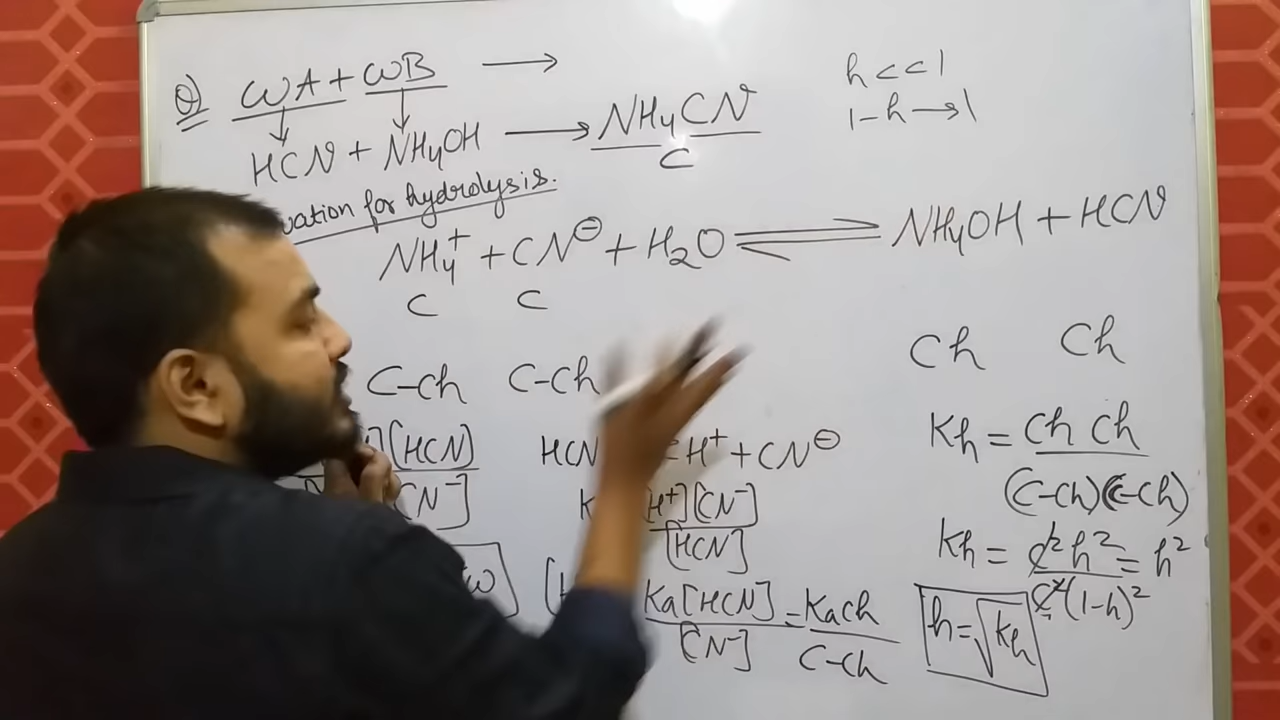 Q) WA + WB →
h << 1
1-h → 1
HCN + NH4OH → NH4CN
C
for hydrolysis.
NH4+ + CN⊖ + H2O ⇌ NH4OH + HCN
C C
C-Ch C-Ch Ch Ch
][HCN]
CN-]
HCN H+ + CN⊖
[H+][CN-]
[HCN]
Ka[HCN] = KaCh
[CN-] C-Ch
Kh = Ch Ch
(C-Ch)(C-Ch)
Kh = C2h2 = h2
C2(1-h)2
h = √Kh